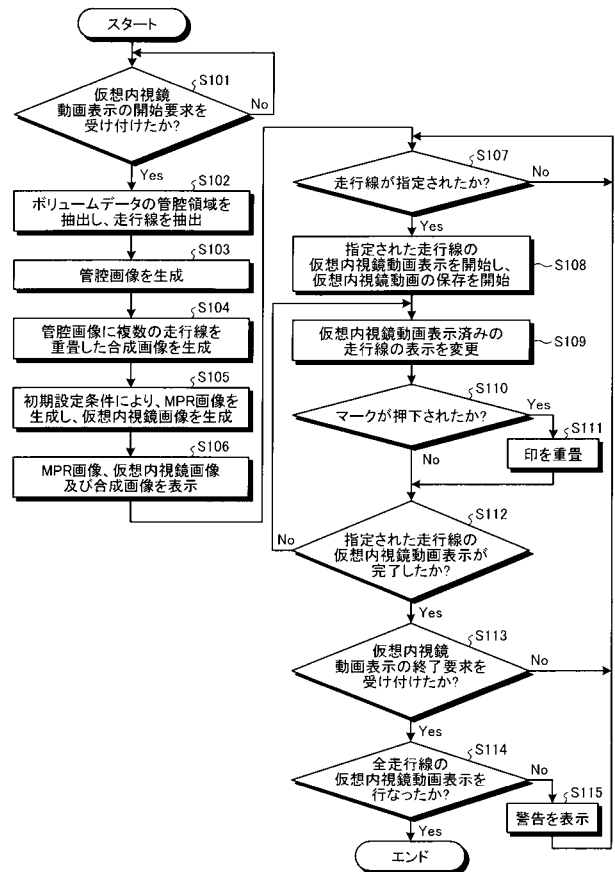 スタート
S101
仮想内視鏡
動画表示の開始要求を
受け付けたか?
No
Yes
S102
ボリュームデータの管腔領域を
抽出し、走行線を抽出
S103
管腔画像を生成
S104
管腔画像に複数の走行線を
重畳した合成画像を生成
S105
初期設定条件により、MPR画像を
生成し、仮想内視鏡画像を生成
S106
MPR画像、仮想内視鏡画像
及び合成画像を表示
S107
走行線が指定されたか?
No
Yes
指定された走行線の
仮想内視鏡動画表示を開始し、
仮想内視鏡動画の保存を開始
S108
仮想内視鏡動画表示済みの
走行線の表示を変更
S109
S110
マークが押下されたか?
Yes
S111
印を重畳
No
S112
指定された走行線の
仮想内視鏡動画表示が
完了したか?
No
Yes
S113
仮想内視鏡
動画表示の終了要求を
受け付けたか?
No
Yes
S114
全走行線の
仮想内視鏡動画表示を
行なったか?
No
S115
警告を表示
Yes
エンド